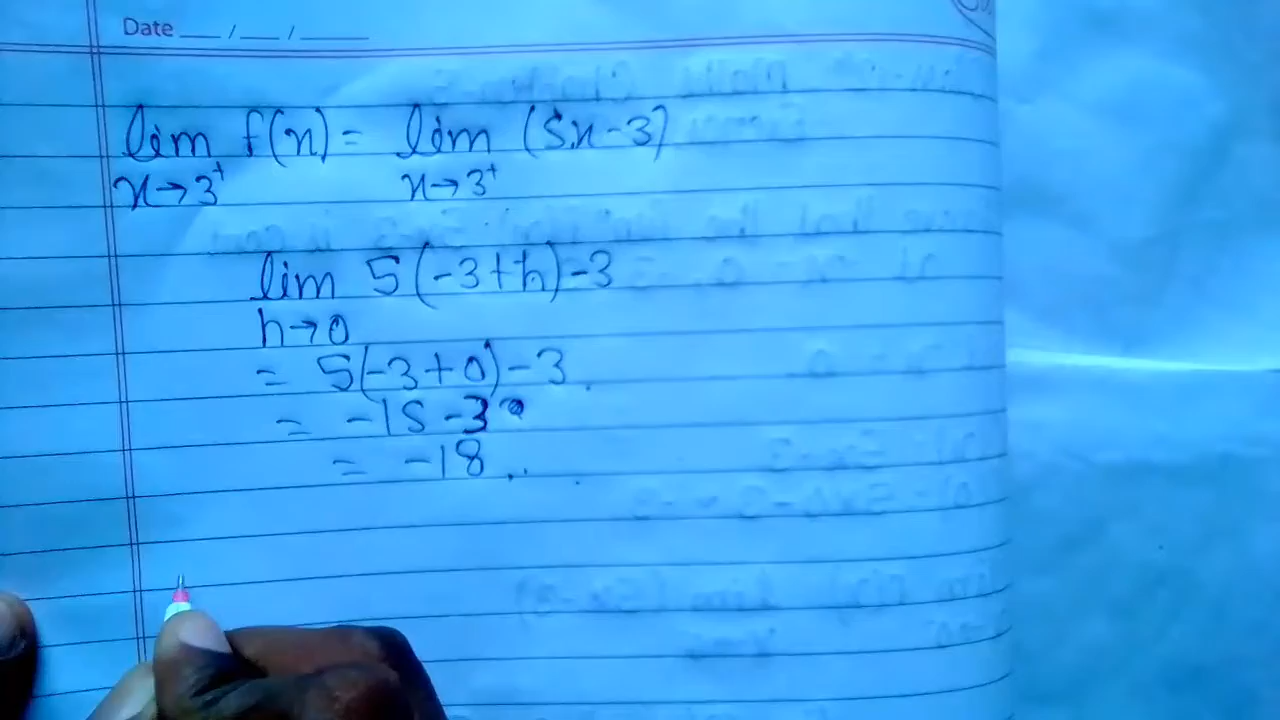 Date ___ / ___ / _____
lim f(x) = lim (5x-3)
x→3⁺ x→3⁺
lim 5(-3+h)-3
h→0
= 5(-3+0)-3
= -15-3
= -18